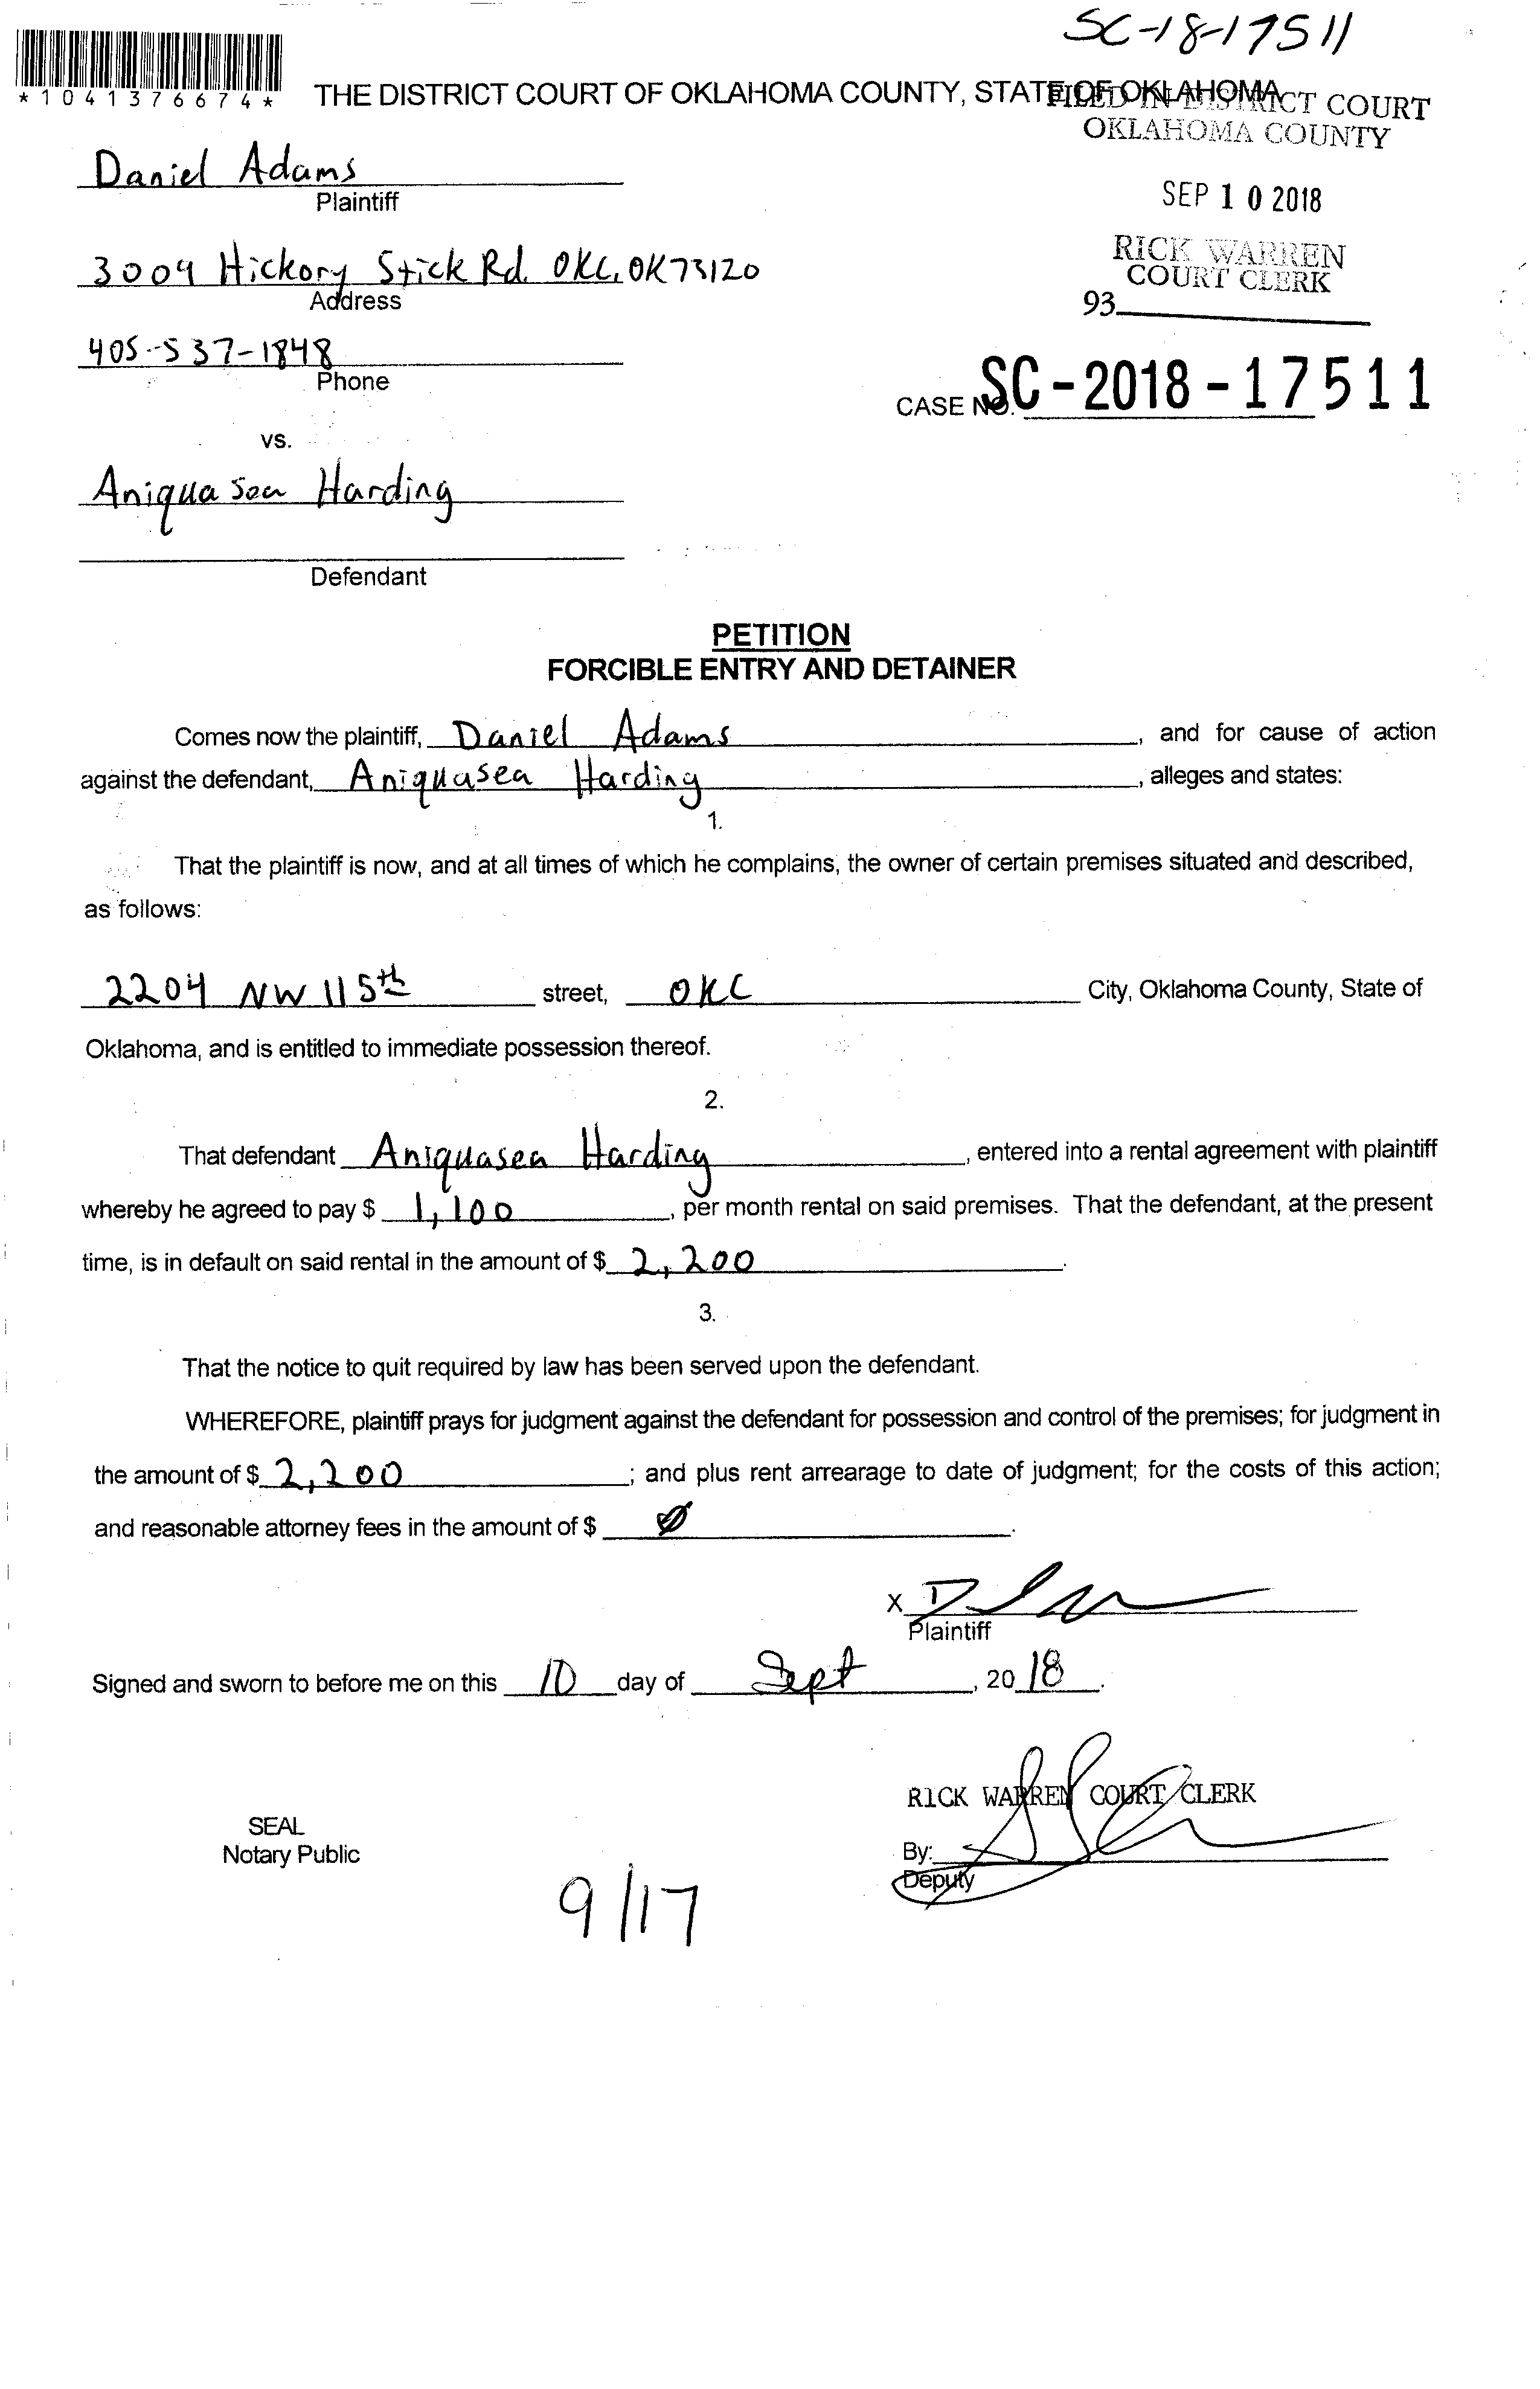 SC-18-17511
*1041376674*
THE DISTRICT COURT OF OKLAHOMA COUNTY, STATE OF OKLAHOMA
FILED IN DISTRICT COURT
OKLAHOMA COUNTY
Daniel Adams
Plaintiff
SEP 10 2018
3009 Hickory Stick Rd. OKC, OK 73120
Address
RICK WARREN
COURT CLERK
93
405-537-1848
Phone
CASE NO. SC-2018-17511
vs.
Aniquasea Harding
Defendant
PETITION
FORCIBLE ENTRY AND DETAINER
Comes now the plaintiff, Daniel Adams, and for cause of action
against the defendant, Aniquasea Harding, alleges and states:
1.
That the plaintiff is now, and at all times of which he complains, the owner of certain premises situated and described,
as follows:
2204 NW 115th street, OKC City, Oklahoma County, State of
Oklahoma, and is entitled to immediate possession thereof.
2.
That defendant Aniquasea Harding, entered into a rental agreement with plaintiff
whereby he agreed to pay $ 1,100, per month rental on said premises. That the defendant, at the present
time, is in default on said rental in the amount of $ 2,200.
3.
That the notice to quit required by law has been served upon the defendant.
WHEREFORE, plaintiff prays for judgment against the defendant for possession and control of the premises; for judgment in
the amount of $ 2,200; and plus rent arrearage to date of judgment; for the costs of this action;
and reasonable attorney fees in the amount of $ Ø.
X
Plaintiff
Signed and sworn to before me on this 10 day of Sept, 2018.
RICK WARREN COURT CLERK
SEAL
Notary Public
By:
Deputy
9/17